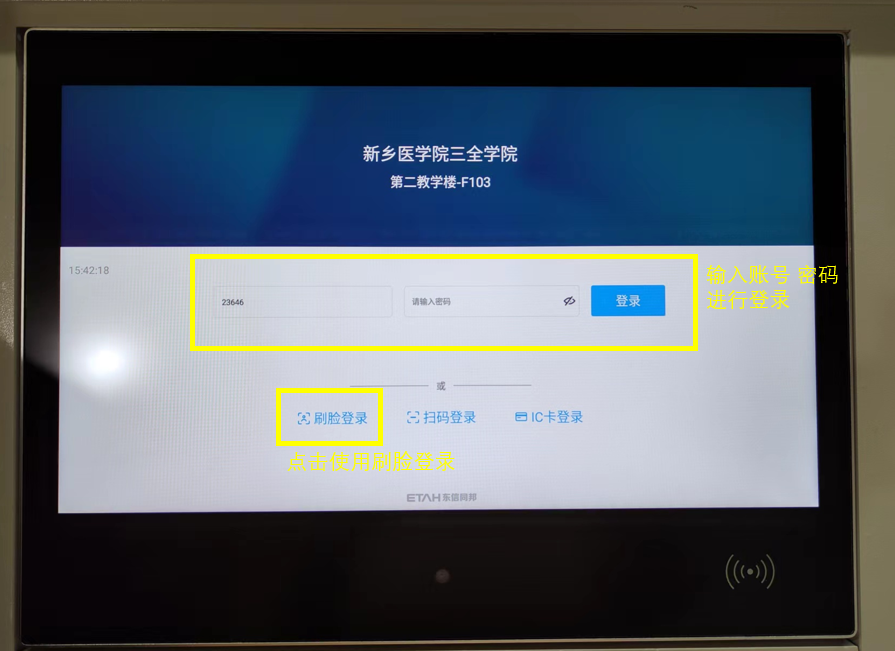 新乡医学院三全学院
第二教学楼-F103
15:42:18
输入账号 密码
进行登录
23646
请输入密码
登录
或
刷脸登录
扫码登录
IC卡登录
点击使用刷脸登录
ETAH 东信同邦